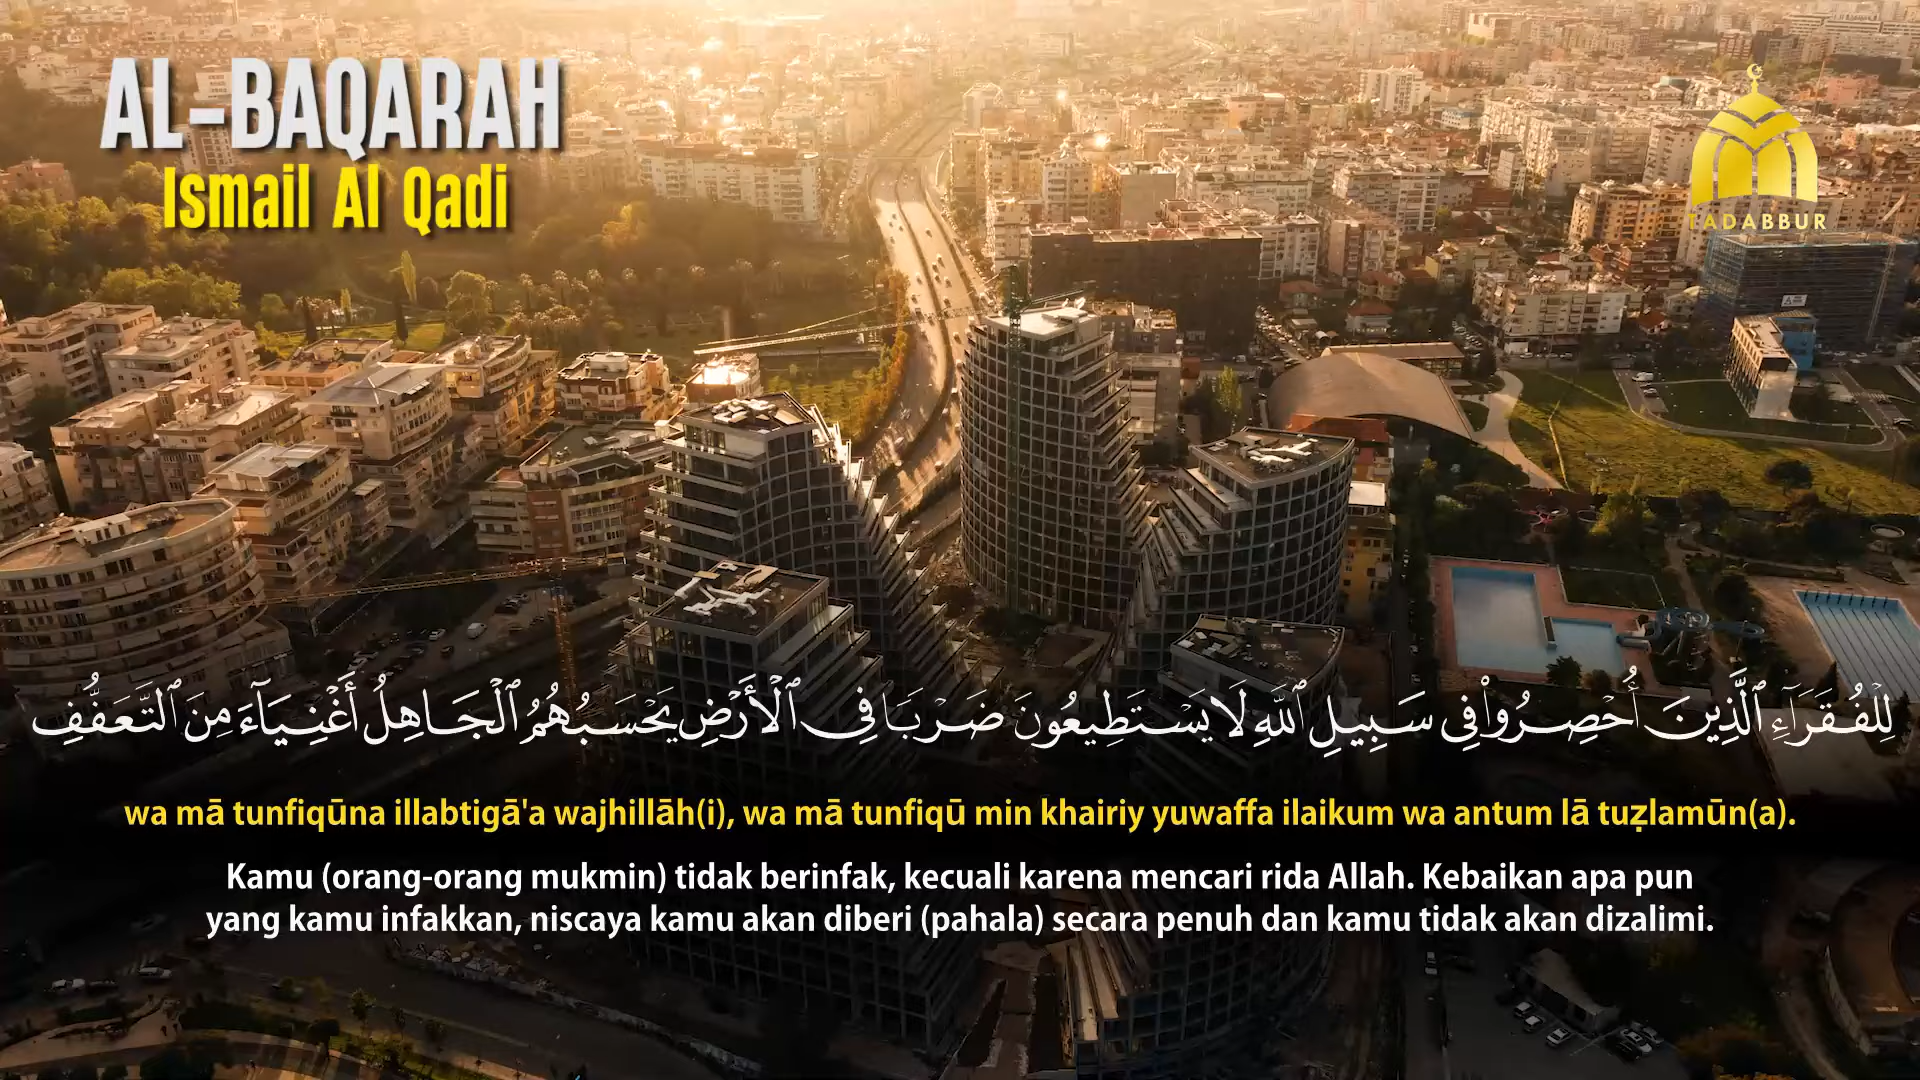 AL-BAQARAH
Ismail Al Qadi
TADABBUR
لِلْفُقَرَآءِ ٱلَّذِينَ أُحْصِرُوا۟ فِى سَبِيلِ ٱللَّهِ لَا يَسْتَطِيعُونَ ضَرْبًا فِى ٱلْأَرْضِ يَحْسَبُهُمُ ٱلْجَاهِلُ أَغْنِيَآءَ مِنَ ٱلتَّعَفُّفِ
wa mā tunfiqūna illabtigā'a wajhillāh(i), wa mā tunfiqū min khairiy yuwaffa ilaikum wa antum lā tuẓlamūn(a).
Kamu (orang-orang mukmin) tidak berinfak, kecuali karena mencari rida Allah. Kebaikan apa pun
yang kamu infakkan, niscaya kamu akan diberi (pahala) secara penuh dan kamu tidak akan dizalimi.